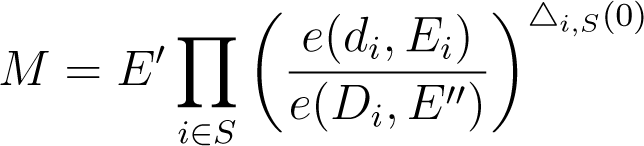 M = E' \prod_{i \in S} \left( \frac{e(d_i, E_i)}{e(D_i, E'')} \right)^{\triangle_{i,S}(0)}